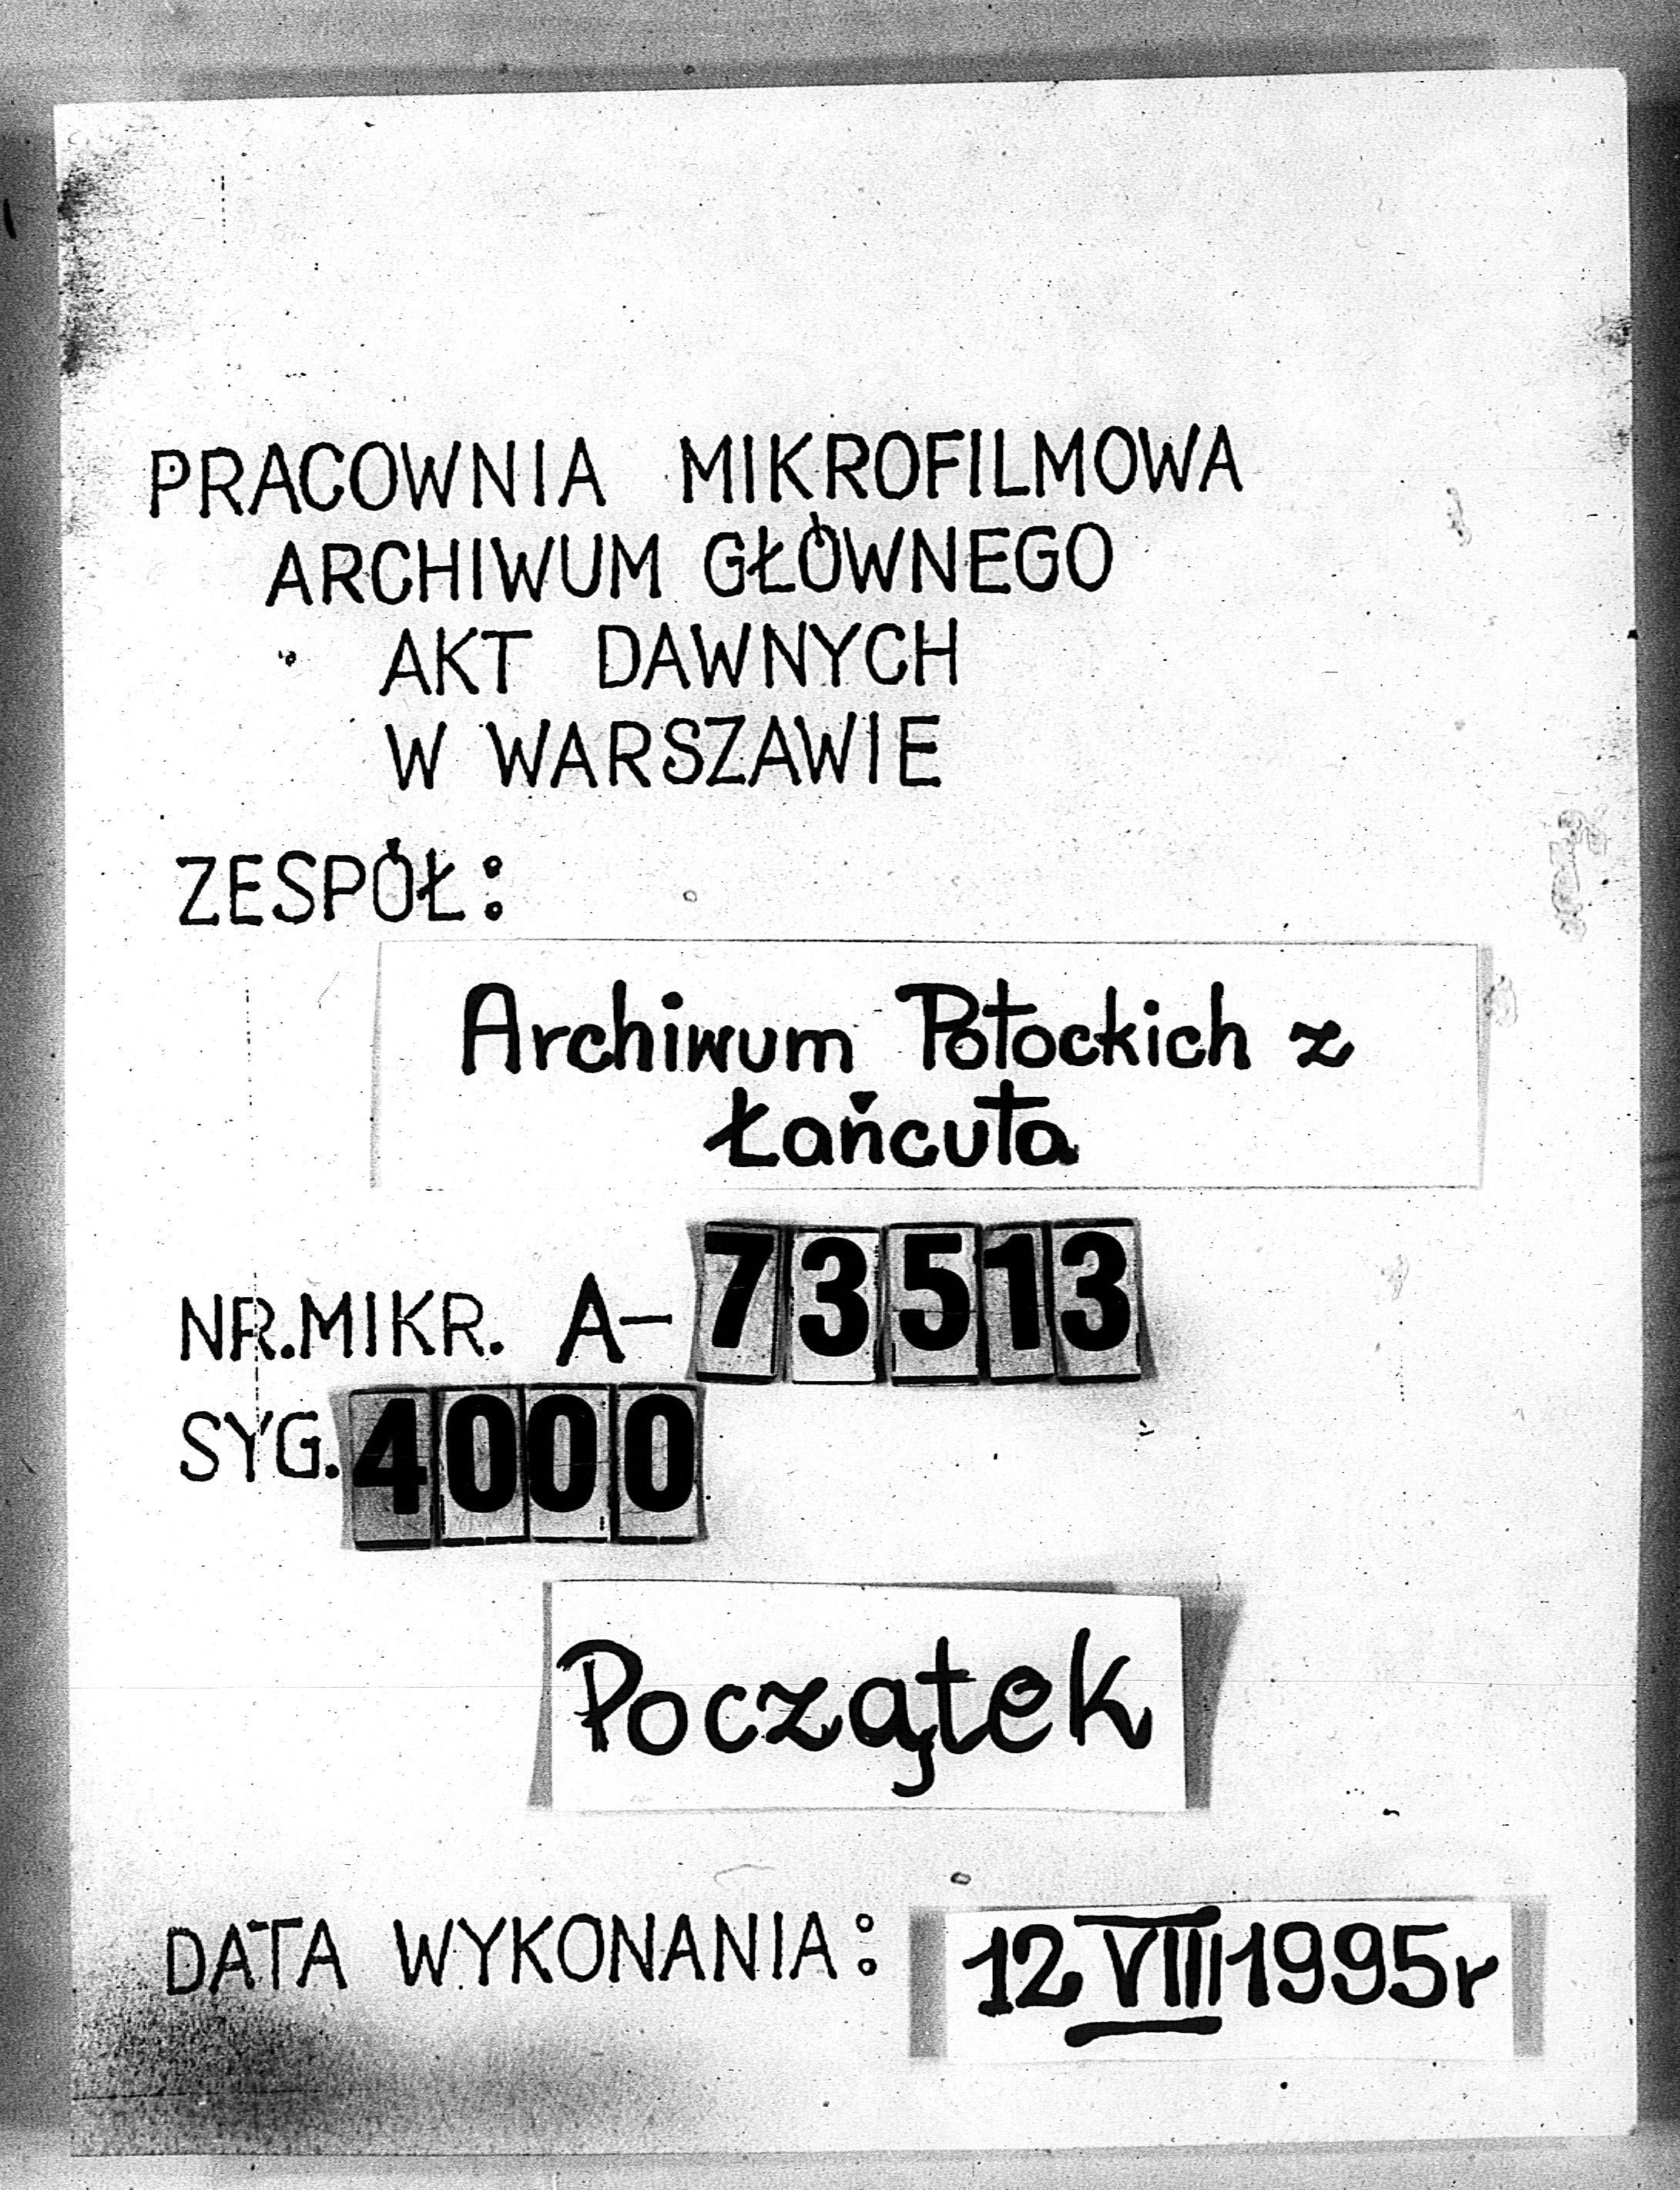 PRACOWNIA MIKROFILMOWA
ARCHIWUM GŁÓWNEGO
AKT DAWNYCH
W WARSZAWIE
ZESPÓŁ:
Archiwum Potockich z
Łańcuta
NR.MIKR. A-73513
SYG. 4000
Początek
DATA WYKONANIA: 12 VIII 1995r